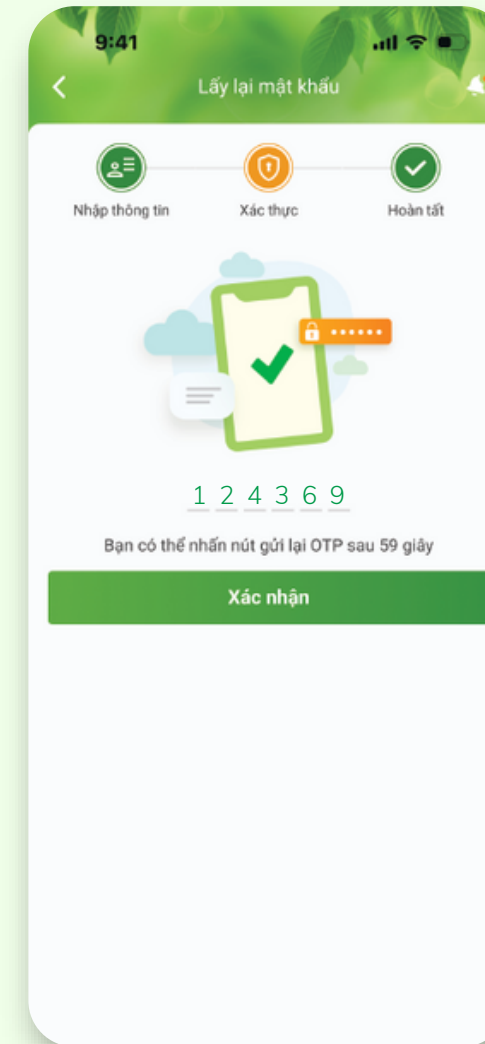 9:41
Lấy lại mật khẩu
Nhập thông tin
Xác thực
Hoàn tất
1 2 4 3 6 9
Bạn có thể nhấn nút gửi lại OTP sau 59 giây
Xác nhận